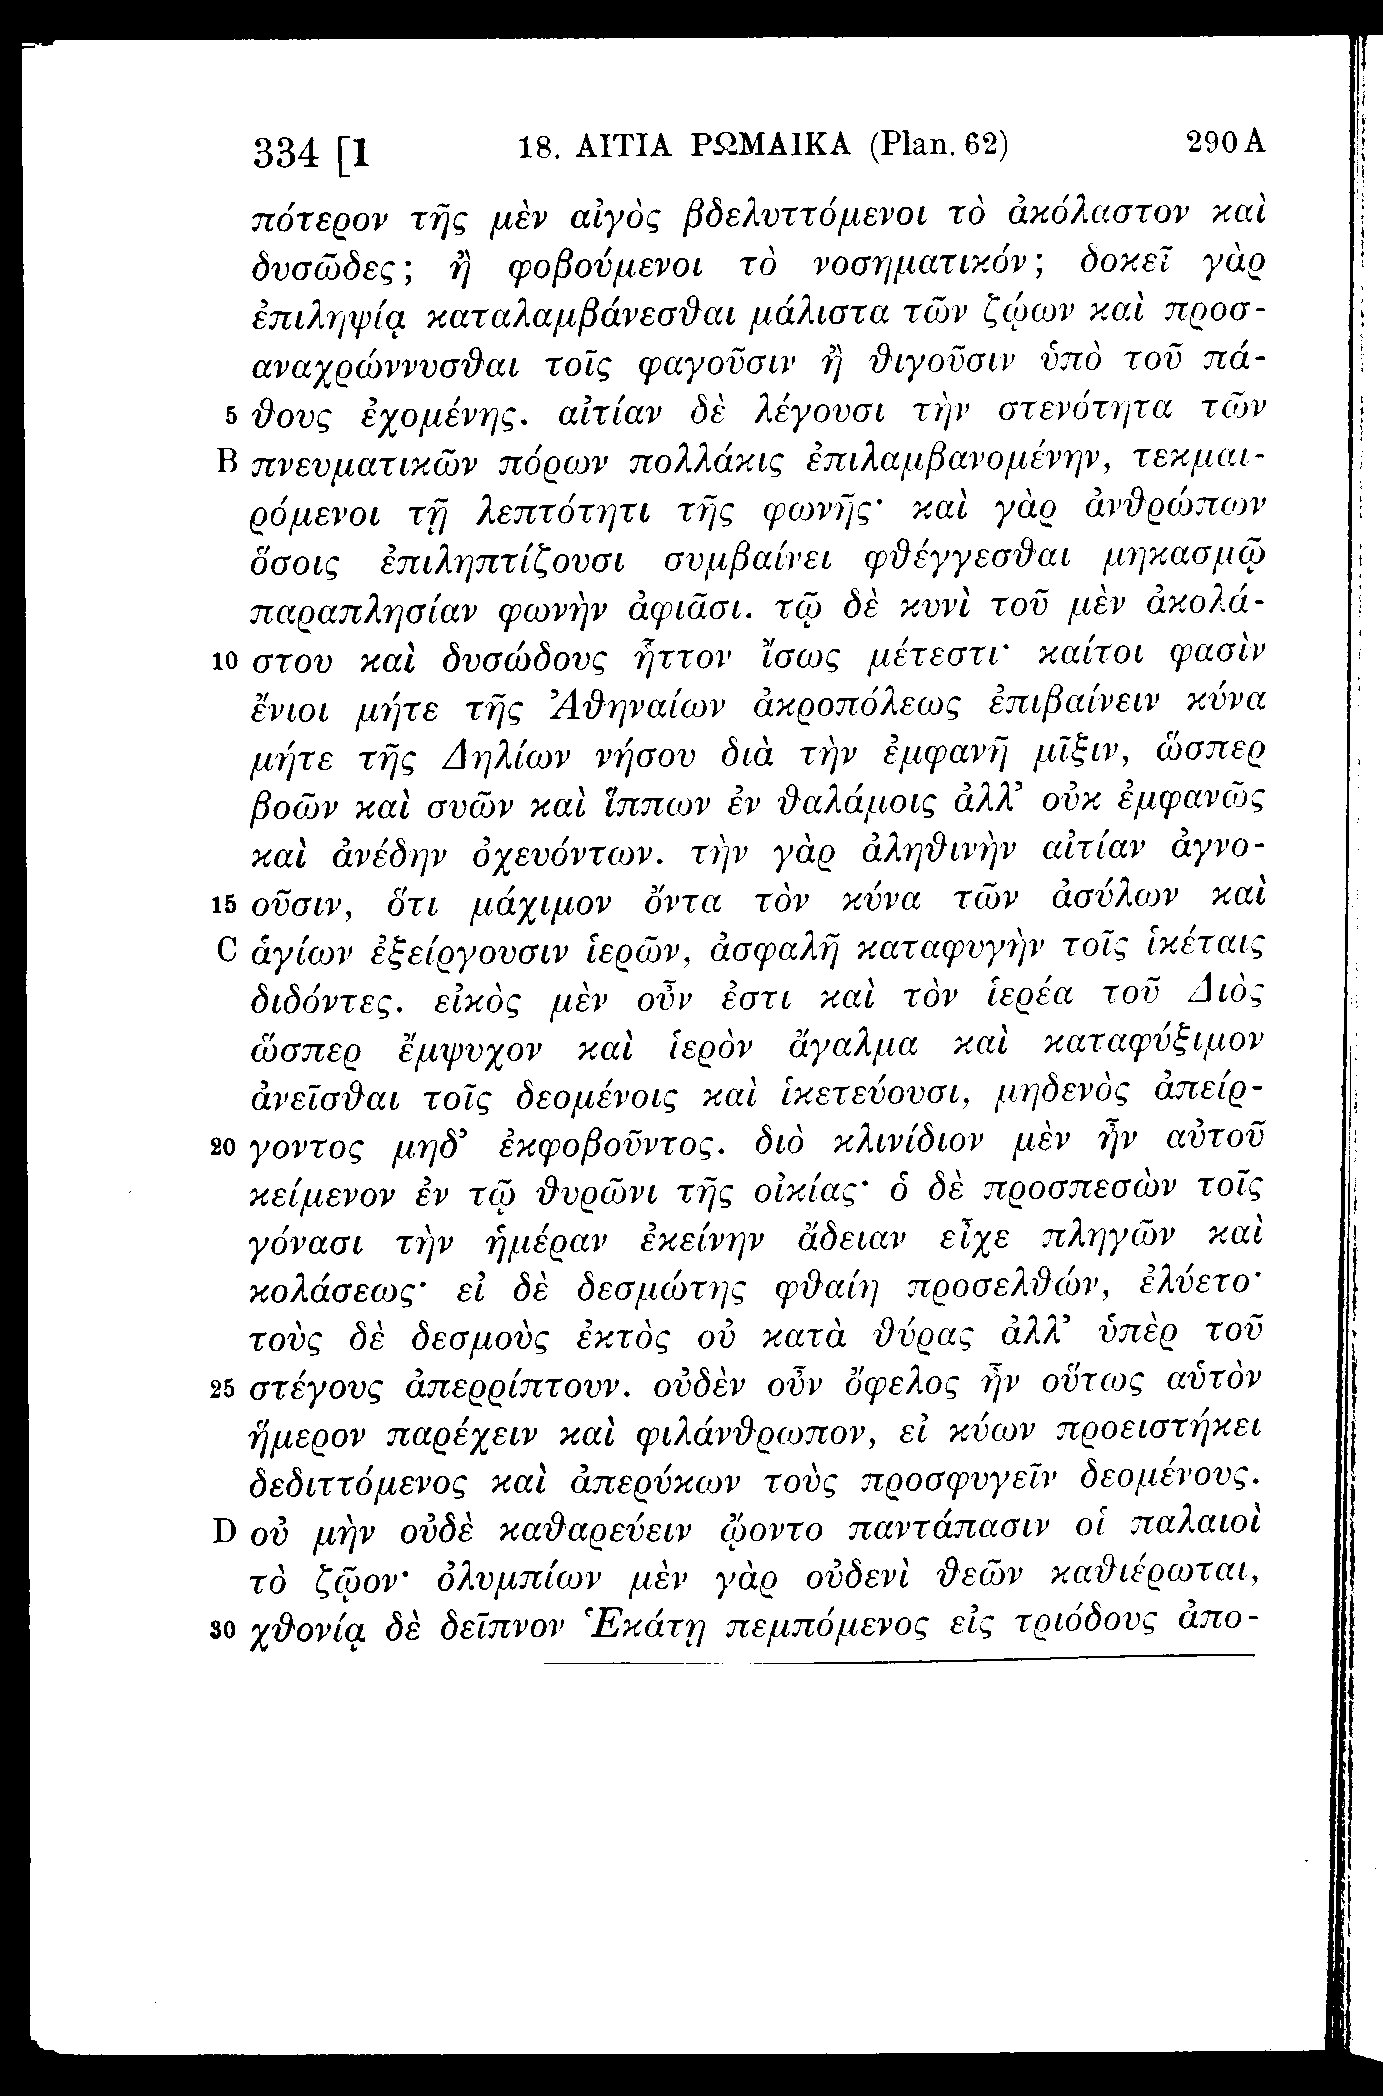 334 [1 18. ΑΙΤΙΑ ΡΩΜΑΙΚΑ (Plan. 62) 290 A
πότερον τῆς μὲν αἰγὸς βδελυττόμενοι τὸ ἀκόλαστον καὶ
δυσῶδες; ἢ φοβούμενοι τὸ νοσηματικόν; δοκεῖ γὰρ
ἐπιληψίᾳ καταλαμβάνεσθαι μάλιστα τῶν ζῴων καὶ προσ-
αναχρώννυσθαι τοῖς φαγοῦσιν ἢ θιγοῦσιν ὑπὸ τοῦ πά-
5 θους ἐχομένης. αἰτίαν δὲ λέγουσι τὴν στενότητα τῶν
B πνευματικῶν πόρων πολλάκις ἐπιλαμβανομένην, τεκμαι-
ρόμενοι τῇ λεπτότητι τῆς φωνῆς· καὶ γὰρ ἀνθρώπων
ὅσοις ἐπιληπτίζουσι συμβαίνει φθέγγεσθαι μηκασμῷ
παραπλησίαν φωνὴν ἀφιᾶσι. τῷ δὲ κυνὶ τοῦ μὲν ἀκολά-
10 στου καὶ δυσώδους ἧττον ἴσως μέτεστι· καίτοι φασὶν
ἔνιοι μήτε τῆς Ἀθηναίων ἀκροπόλεως ἐπιβαίνειν κύνα
μήτε τῆς Δηλίων νήσου διὰ τὴν ἐμφανῆ μῖξιν, ὥσπερ
βοῶν καὶ συῶν καὶ ἵππων ἐν θαλάμοις ἀλλ’ οὐκ ἐμφανῶς
καὶ ἀνέδην ὀχευόντων. τὴν γὰρ ἀληθινὴν αἰτίαν ἀγνο-
15 οῦσιν, ὅτι μάχιμον ὄντα τὸν κύνα τῶν ἀσύλων καὶ
C ἁγίων ἐξείργουσιν ἱερῶν, ἀσφαλῆ καταφυγὴν τοῖς ἱκέταις
διδόντες. εἰκὸς μὲν οὖν ἐστι καὶ τὸν ἱερέα τοῦ Διὸς
ὥσπερ ἔμψυχον καὶ ἱερὸν ἄγαλμα καὶ καταφύξιμον
ἀνεῖσθαι τοῖς δεομένοις καὶ ἱκετεύουσι, μηδενὸς ἀπείρ-
20 γοντος μηδ’ ἐκφοβοῦντος. διὸ κλινίδιον μὲν ἦν αὐτοῦ
κείμενον ἐν τῷ θυρῶνι τῆς οἰκίας· ὁ δὲ προσπεσὼν τοῖς
γόνασι τὴν ἡμέραν ἐκείνην ἄδειαν εἶχε πληγῶν καὶ
κολάσεως· εἰ δὲ δεσμώτης φθαίη προσελθών, ἐλύετο·
τοὺς δὲ δεσμοὺς ἐκτὸς οὐ κατὰ θύρας ἀλλ’ ὑπὲρ τοῦ
25 στέγους ἀπερρίπτουν. οὐδὲν οὖν ὄφελος ἦν οὕτως αὑτὸν
ἥμερον παρέχειν καὶ φιλάνθρωπον, εἰ κύων προειστήκει
δεδιττόμενος καὶ ἀπερύκων τοὺς προσφυγεῖν δεομένους.
D οὐ μὴν οὐδὲ καθαρεύειν ᾤοντο παντάπασιν οἱ παλαιοὶ
τὸ ζῷον· ὀλυμπίων μὲν γὰρ οὐδενὶ θεῶν καθιέρωται,
30 χθονίᾳ δὲ δεῖπνον Ἑκάτῃ πεμπόμενος εἰς τριόδους ἀπο-